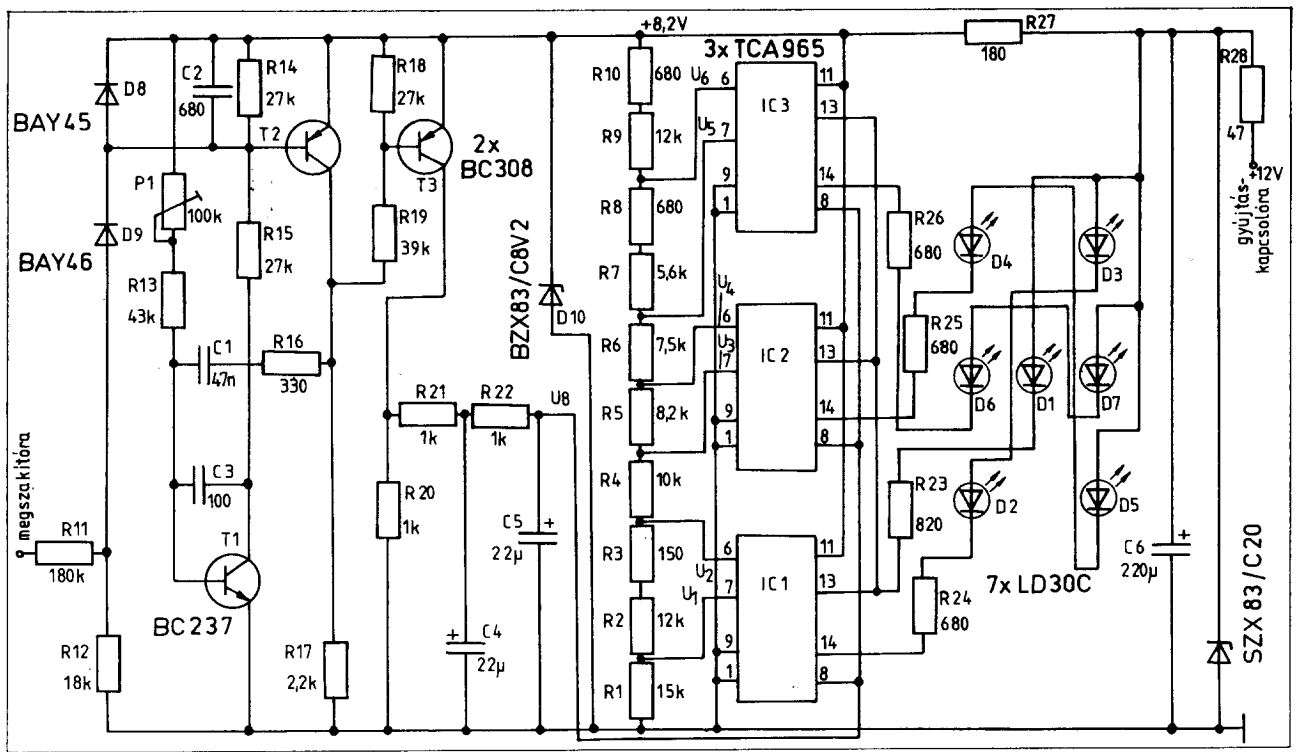 +8,2V
3xTCA965
R27
180
R28
47
+12V
gyújtás-
kapcsolóra
D8
BAY45
C2
680
R14
27k
T2
R18
27k
2x
BC308
T3
P1
100k
D9
BAY46
R15
27k
R19
39k
R13
43k
C1
47n
R16
330
BZX83/C8V2
D10
R21
1k
R22
1k
U8
C3
100
R20
1k
megszakítóra
R11
180k
T1
BC237
R12
18k
R17
2,2k
C4
22µ
+
C5
22µ
+
R10
680
R9
12k
R8
680
R7
5,6k
R6
7,5k
R5
8,2k
R4
10k
R3
150
R2
12k
R1
15k
U6
6
U5
7
9
1
IC3
11
13
14
8
U4
6
U3
7
9
1
IC2
11
13
14
8
U2
6
U1
7
9
1
IC1
11
13
14
8
R26
680
R25
680
R23
820
R24
680
D4
D3
D6
D1
D7
D2
D5
7xLD30C
C6
220µ
+
SZX83/C20